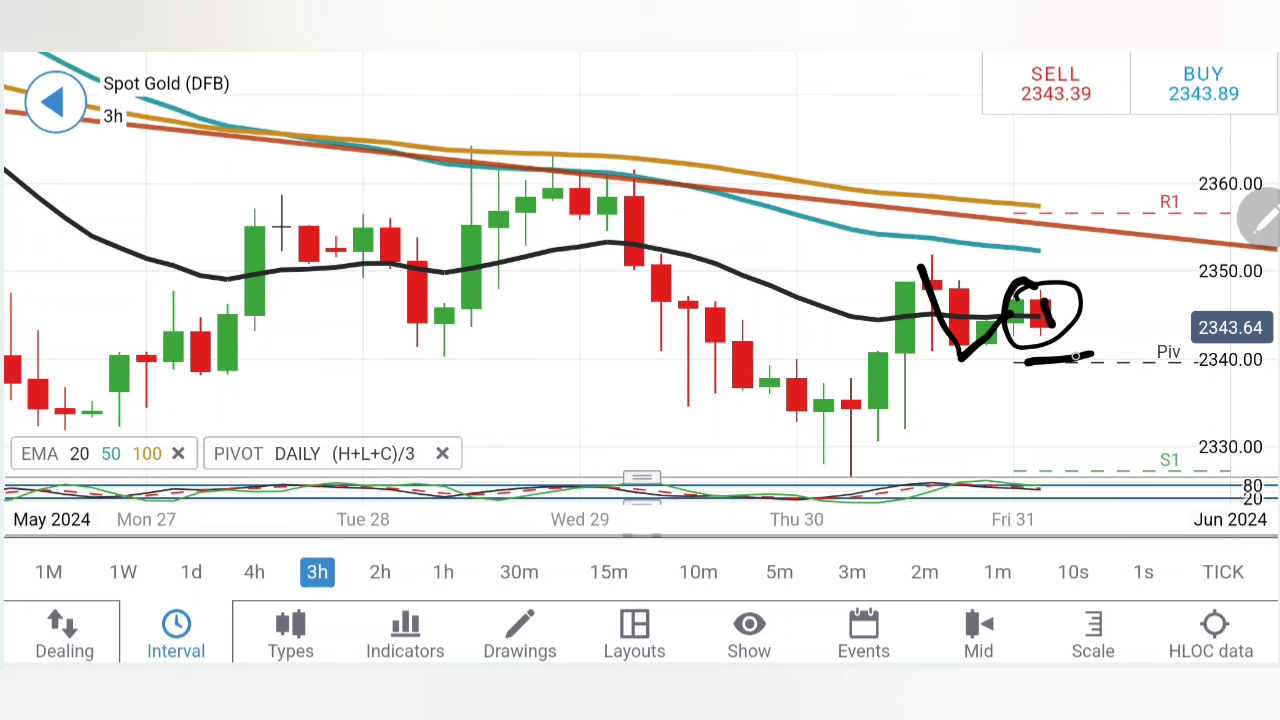 Spot Gold (DFB)
3h
SELL
2343.39
BUY
2343.89
2360.00
R1
2350.00
2343.64
Piv
2340.00
2330.00
S1
EMA 20 50 100
PIVOT DAILY (H+L+C)/3
80
20
May 2024 Mon 27 Tue 28 Wed 29 Thu 30 Fri 31 Jun 2024
1M 1W 1d 4h 3h 2h 1h 30m 15m 10m 5m 3m 2m 1m 10s 1s TICK
Dealing Interval Types Indicators Drawings Layouts Show Events Mid Scale HLOC data